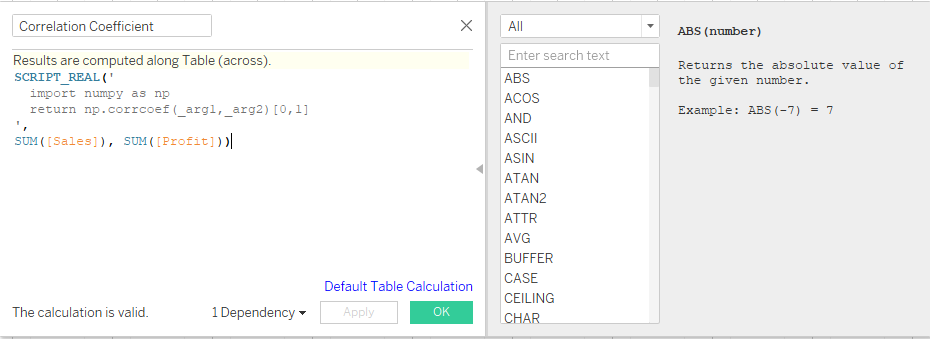 Correlation Coefficient
Results are computed along Table (across).
SCRIPT_REAL('
import numpy as np
return np.corrcoef(_arg1,_arg2)[0,1]
',
SUM([Sales]), SUM([Profit]))
Default Table Calculation
The calculation is valid.
1 Dependency
Apply
OK
All
Enter search text
ABS
ACOS
AND
ASCII
ASIN
ATAN
ATAN2
ATTR
AVG
BUFFER
CASE
CEILING
CHAR
ABS(number)
Returns the absolute value of
the given number.
Example: ABS(-7) = 7